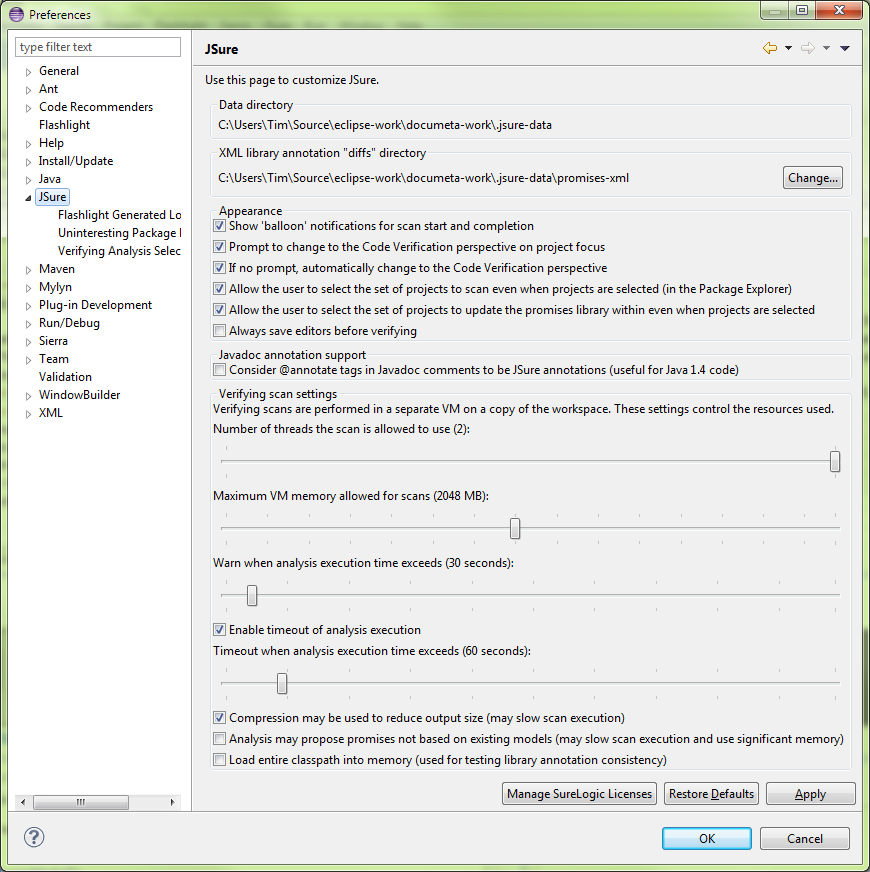 Preferences
type filter text
General
Ant
Code Recommenders
Flashlight
Help
Install/Update
Java
JSure
Flashlight Generated Lo
Uninteresting Package I
Verifying Analysis Selec
Maven
Mylyn
Plug-in Development
Run/Debug
Sierra
Team
Validation
WindowBuilder
XML
JSure
Use this page to customize JSure.
Data directory
C:\Users\Tim\Source\eclipse-work\documeta-work\.jsure-data
XML library annotation "diffs" directory
C:\Users\Tim\Source\eclipse-work\documeta-work\.jsure-data\promises-xml
Change...
Appearance
Show 'balloon' notifications for scan start and completion
Prompt to change to the Code Verification perspective on project focus
If no prompt, automatically change to the Code Verification perspective
Allow the user to select the set of projects to scan even when projects are selected (in the Package Explorer)
Allow the user to select the set of projects to update the promises library within even when projects are selected
Always save editors before verifying
Javadoc annotation support
Consider @annotate tags in Javadoc comments to be JSure annotations (useful for Java 1.4 code)
Verifying scan settings
Verifying scans are performed in a separate VM on a copy of the workspace. These settings control the resources used.
Number of threads the scan is allowed to use (2):
Maximum VM memory allowed for scans (2048 MB):
Warn when analysis execution time exceeds (30 seconds):
Enable timeout of analysis execution
Timeout when analysis execution time exceeds (60 seconds):
Compression may be used to reduce output size (may slow scan execution)
Analysis may propose promises not based on existing models (may slow scan execution and use significant memory)
Load entire classpath into memory (used for testing library annotation consistency)
Manage SureLogic Licenses Restore Defaults Apply
OK Cancel